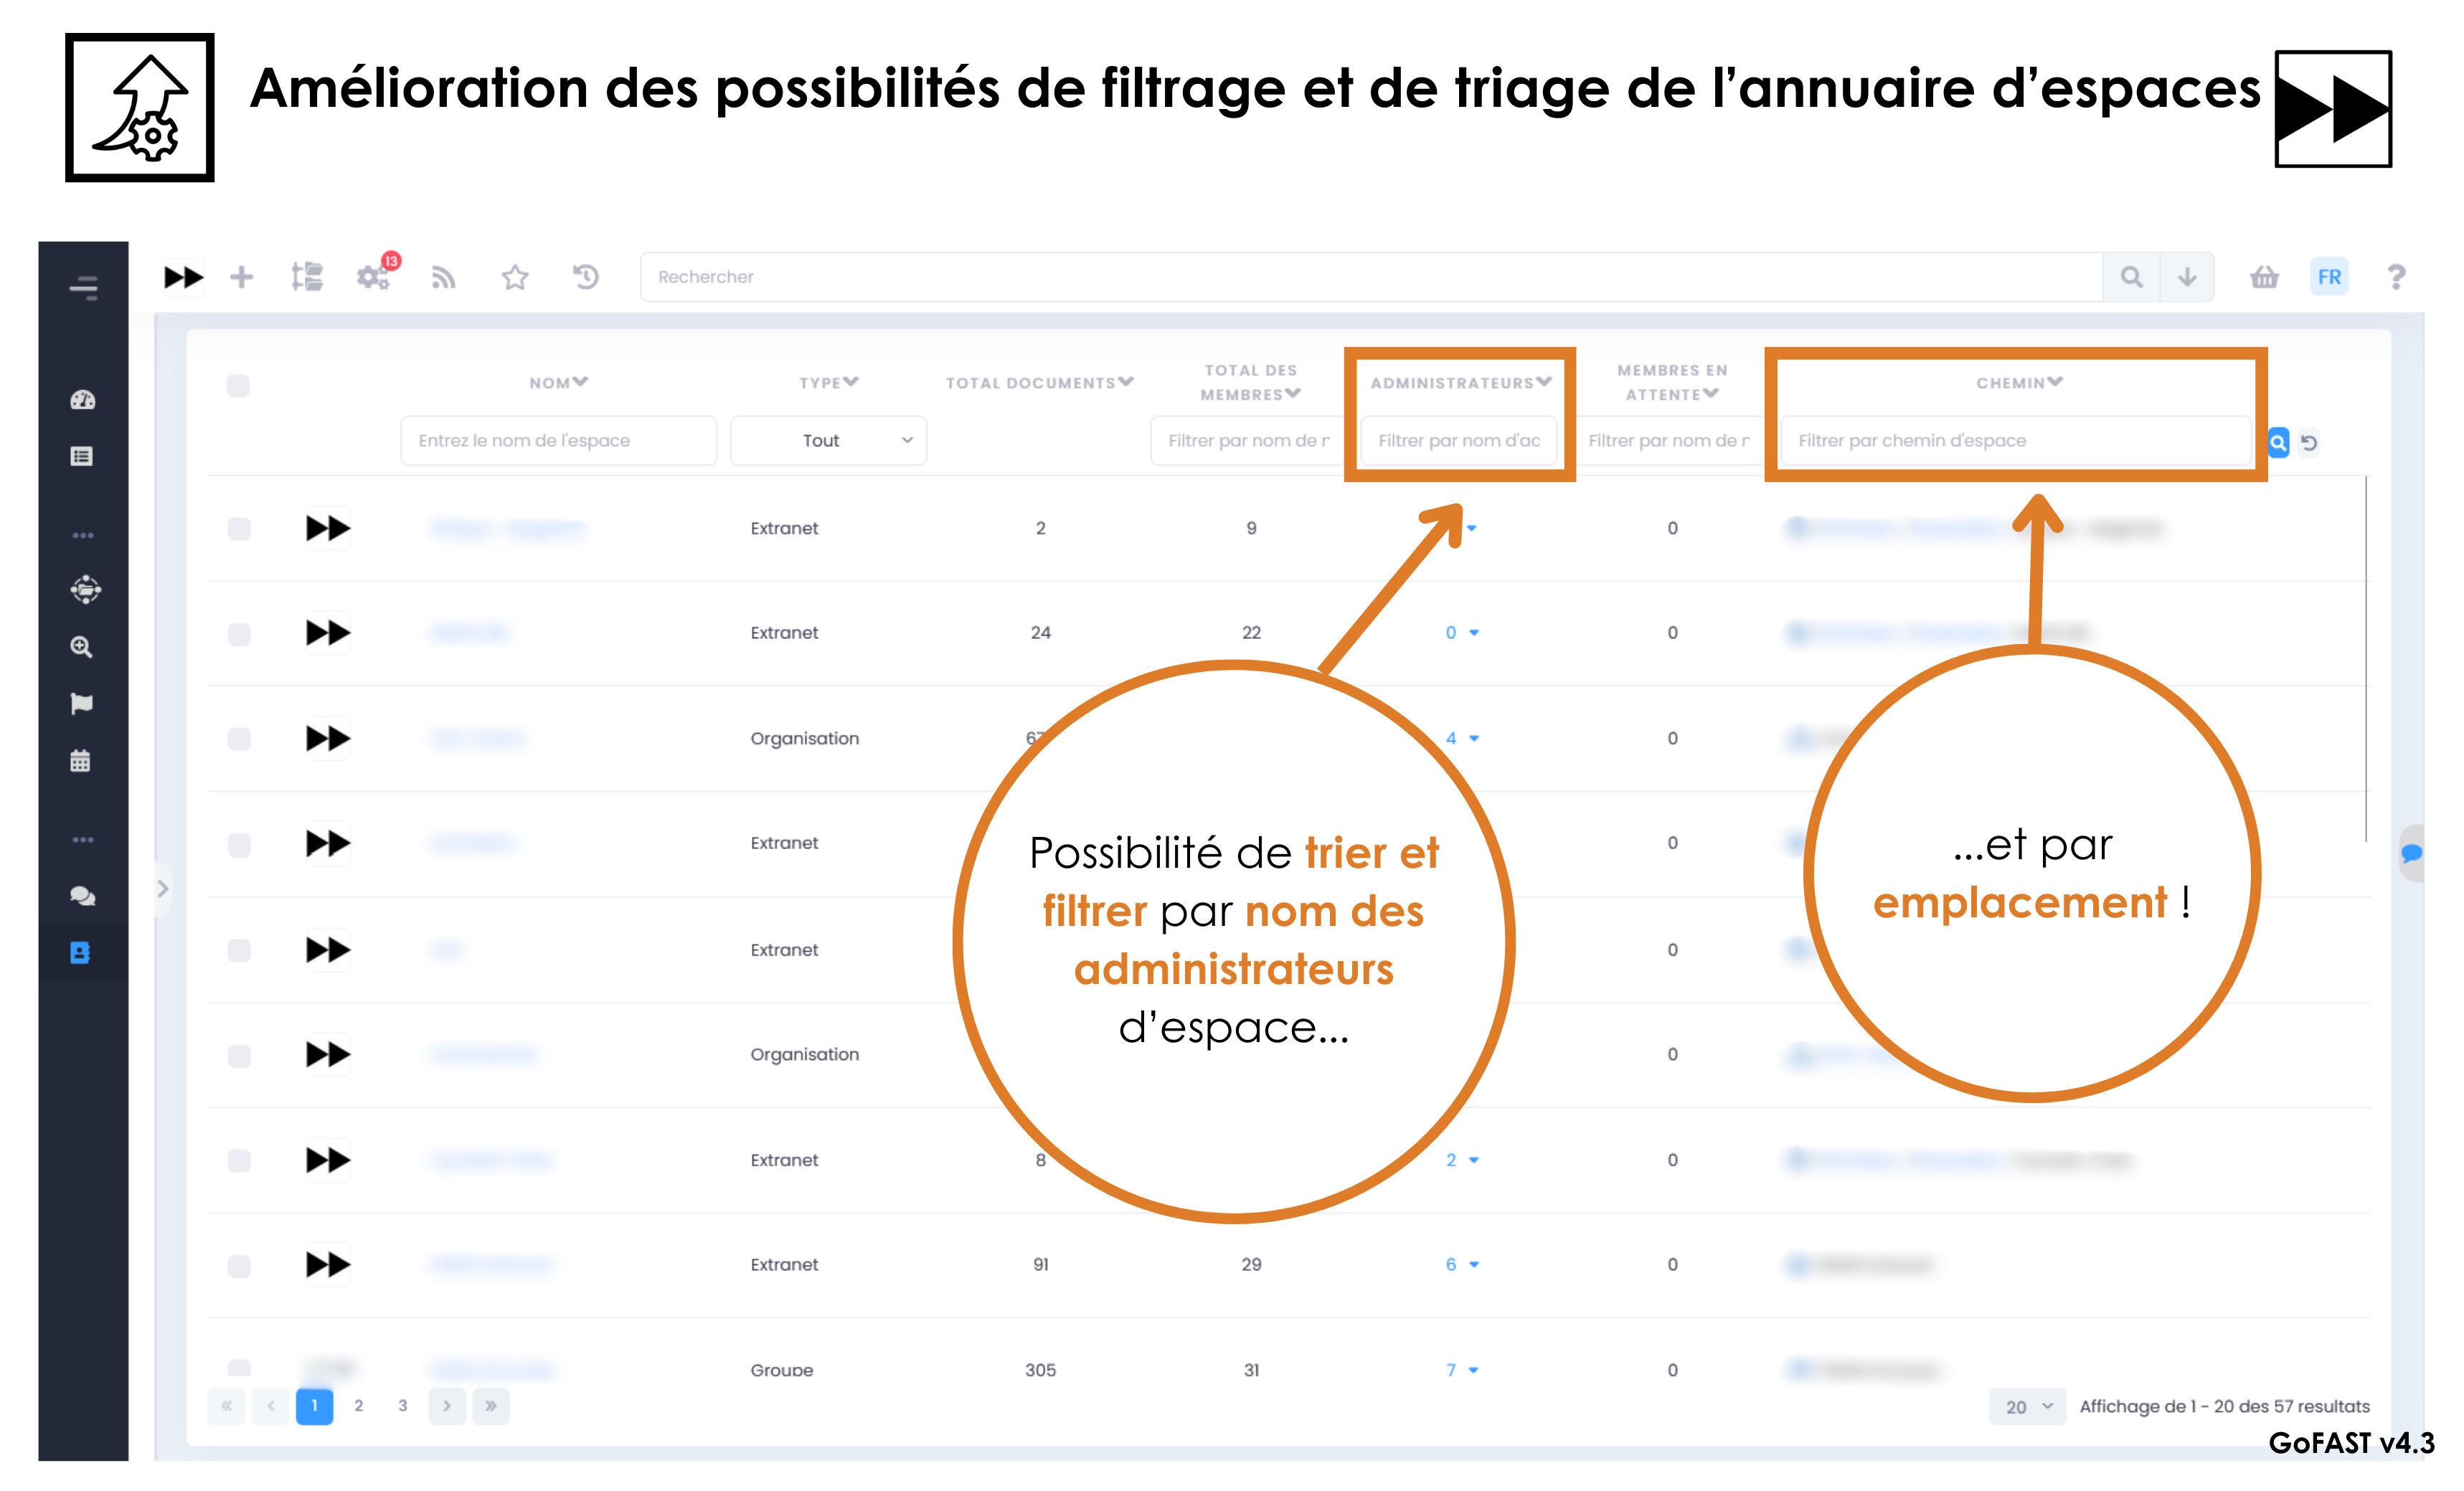 Amélioration des possibilités de filtrage et de triage de l'annuaire d'espaces
13
Rechercher
FR
?
NOM TYPE TOTAL DOCUMENTS TOTAL DES MEMBRES ADMINISTRATEURS MEMBRES EN ATTENTE CHEMIN
Entrez le nom de l'espace Tout Filtrer par nom de r Filtrer par nom d'ac Filtrer par nom de r Filtrer par chemin d'espace
Extranet 2 9 0
Extranet 24 22 0 0
Organisation 4 0
Extranet 0
Extranet 0
Organisation 0
Extranet 8 2 0
Extranet 91 29 6 0
Groupe 305 31 7 0
Possibilité de trier et
filtrer par nom des
administrateurs
d'espace...
...et par
emplacement !
« < 1 2 3 > »
20 Affichage de 1 - 20 des 57 resultats
GoFAST v4.3